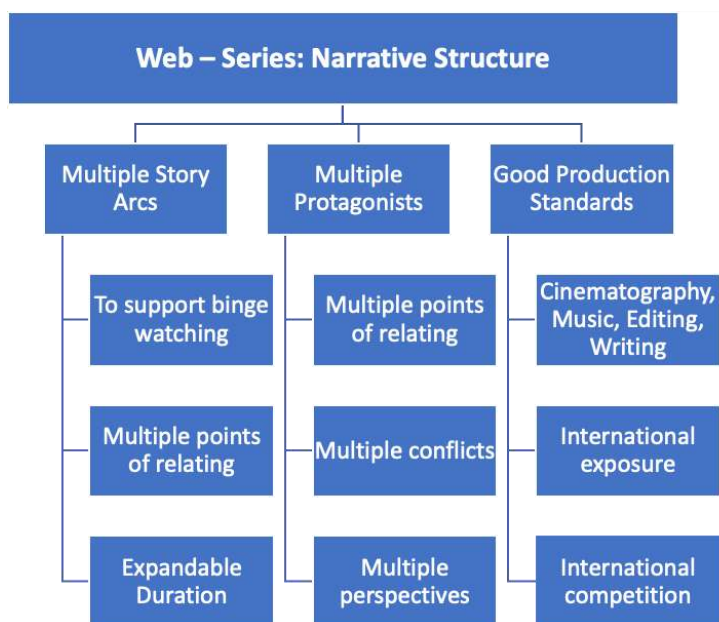 Web – Series: Narrative Structure
Multiple Story
Arcs
To support binge
watching
Multiple points
of relating
Expandable
Duration
Multiple
Protagonists
Multiple points
of relating
Multiple conflicts
Multiple
perspectives
Good Production
Standards
Cinematography,
Music, Editing,
Writing
International
exposure
International
competition